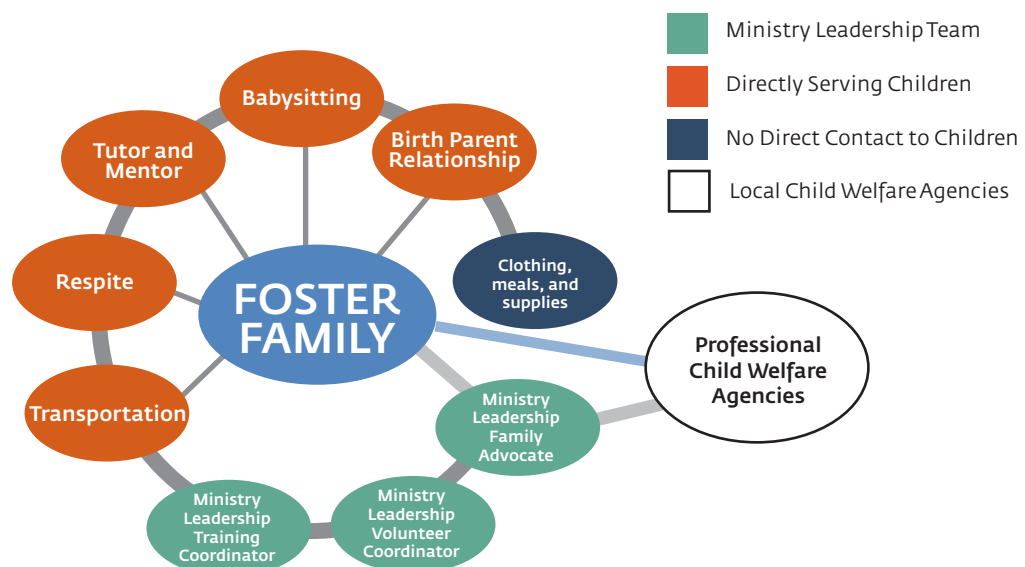 Ministry Leadership Team
Directly Serving Children
No Direct Contact to Children
Local Child Welfare Agencies
Babysitting
Birth Parent
Relationship
Tutor and
Mentor
Respite
Clothing,
meals, and
supplies
FOSTER
FAMILY
Professional
Child Welfare
Agencies
Transportation
Ministry
Leadership
Family
Advocate
Ministry
Leadership
Training
Coordinator
Ministry
Leadership
Volunteer
Coordinator